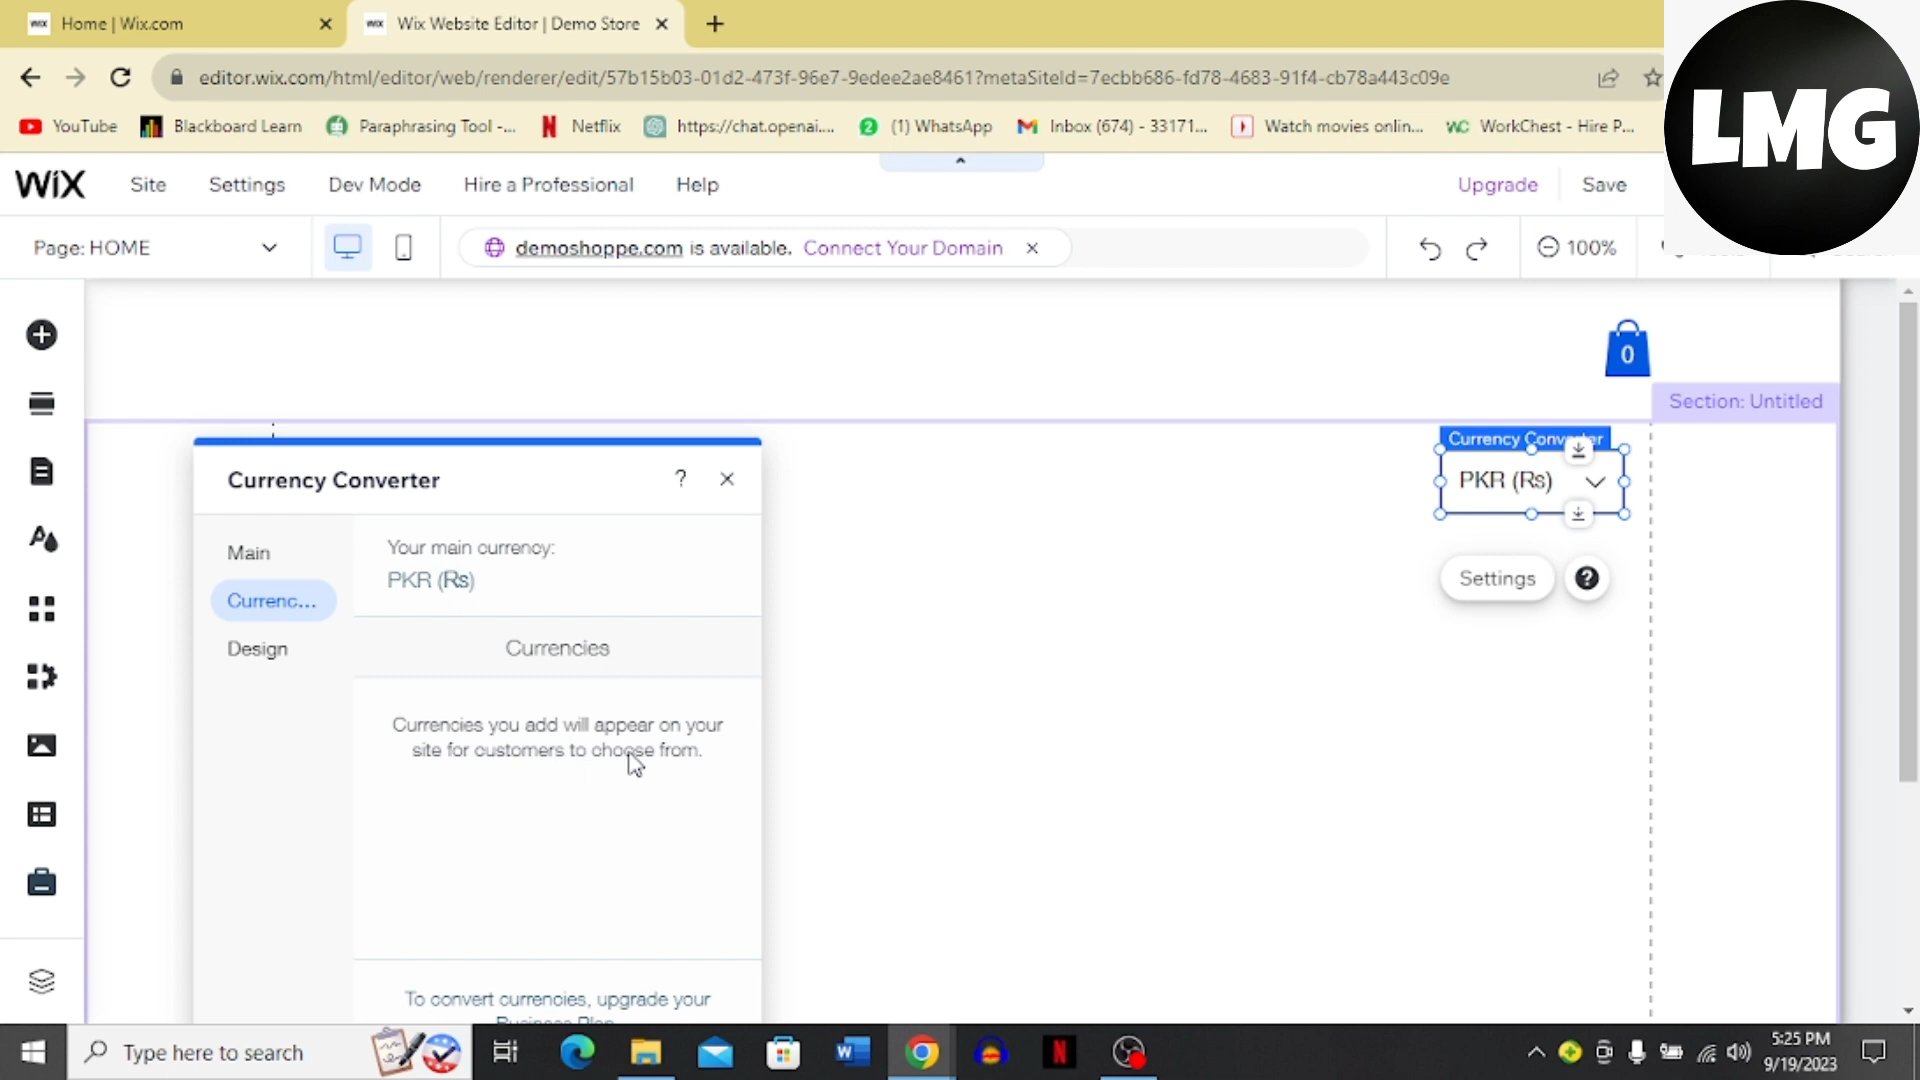 Home | Wix.com
Wix Website Editor | Demo Store
editor.wix.com/html/editor/web/renderer/edit/57b15b03-01d2-473f-96e7-9edee2ae8461?metaSiteId=7ecbb686-fd78-4683-91f4-cb78a443c09e
YouTube
Blackboard Learn
Paraphrasing Tool -...
Netflix
https://chat.openai....
(1) WhatsApp
Inbox (674) - 33171...
Watch movies onlin...
WorkChest - Hire P...
LMG
WiX
Site
Settings
Dev Mode
Hire a Professional
Help
Upgrade
Save
Page: HOME
demoshoppe.com is available. Connect Your Domain
100%
0
Section: Untitled
Currency Converter
PKR (Rs)
Settings
Currency Converter
Main
Currenc...
Design
Your main currency:
PKR (Rs)
Currencies
Currencies you add will appear on your
site for customers to choose from.
To convert currencies, upgrade your
Business Plan
Type here to search
5:25 PM
9/19/2023